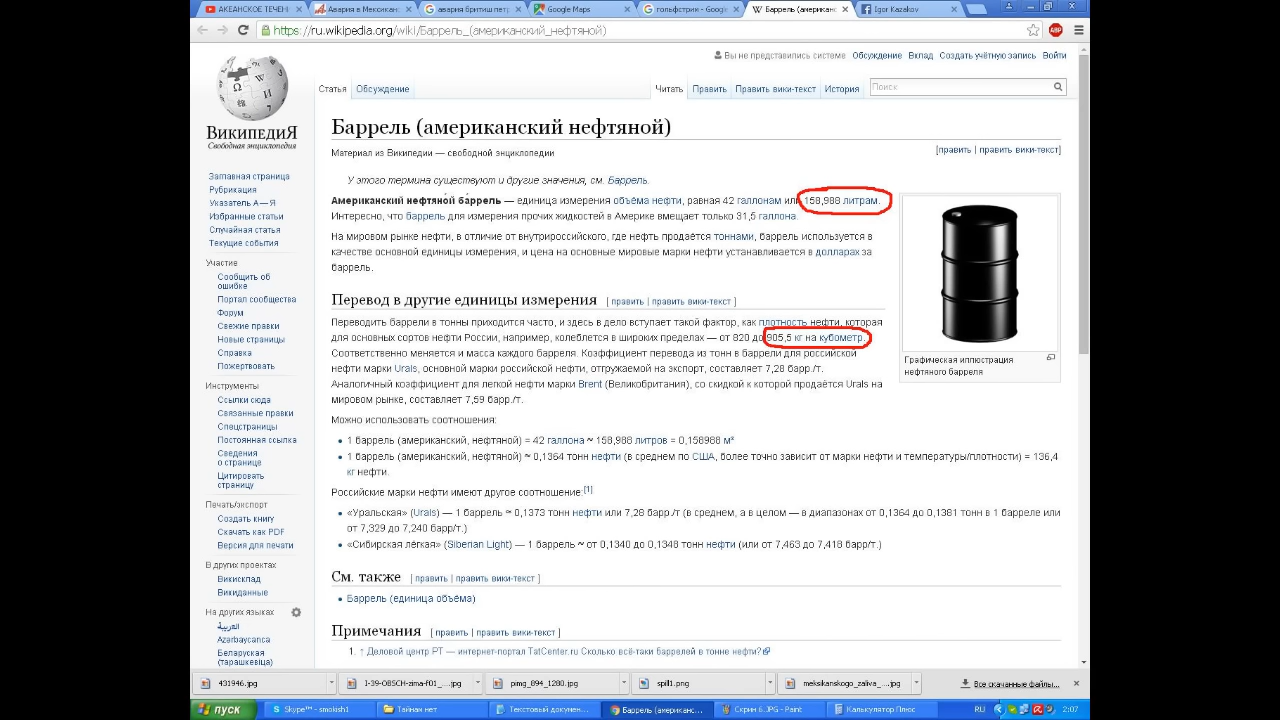 АКЕАНСКОЕ ТЕЧЕНИ
Авария в Мексикан
авария бритиш пет
Google Maps
гольфстрим - Googl
Баррель (американс
Igor Kazakov
https://ru.wikipedia.org/wiki/Баррель_(американский_нефтяной)
ABP
Вы не представились системе Обсуждение Вклад Создать учётную запись Войти
Статья Обсуждение Читать Править Править вики-текст История Поиск
ВИКИПЕДИЯ
Свободная энциклопедия
Заглавная страница
Рубрикация
Указатель А — Я
Избранные статьи
Случайная статья
Текущие события
Участие
Сообщить об
ошибке
Портал сообщества
Форум
Свежие правки
Новые страницы
Справка
Пожертвовать
Инструменты
Ссылки сюда
Связанные правки
Спецстраницы
Постоянная ссылка
Сведения
о странице
Цитировать
страницу
Печать/экспорт
Создать книгу
Скачать как PDF
Версия для печати
В других проектах
Викисклад
Викиданные
На других языках
العربية
Azərbaycanca
Беларуская
(тарашкевіца)
Баррель (американский нефтяной)
[править | править вики-текст]
Материал из Википедии — свободной энциклопедии
У этого термина существуют и другие значения, см. Баррель.
Америка́нский нефтяно́й ба́ррель — единица измерения объёма нефти, равная 42 галлонам или 158,988 литрам.
Интересно, что баррель для измерения прочих жидкостей в Америке вмещает только 31,5 галлона.
На мировом рынке нефти, в отличие от внутрироссийского, где нефть продаётся тоннами, баррель используется в
качестве основной единицы измерения, и цена на основные мировые марки нефти устанавливается в долларах за
баррель.
Графическая иллюстрация
нефтяного барреля
Перевод в другие единицы измерения [ править | править вики-текст ]
Переводить баррели в тонны приходится часто, и здесь в дело вступает такой фактор, как плотность нефти, которая
для основных сортов нефти России, например, колеблется в широких пределах — от 820 до 905,5 кг на кубометр.
Соответственно меняется и масса каждого барреля. Коэффициент перевода из тонн в баррели для российской
нефти марки Urals, основной марки российской нефти, отгружаемой на экспорт, составляет 7,28 барр./т.
Аналогичный коэффициент для легкой нефти марки Brent (Великобритания), со скидкой к которой продаётся Urals на
мировом рынке, составляет 7,59 барр./т.
Можно использовать соотношения:
1 баррель (американский, нефтяной) = 42 галлона ~ 158,988 литров = 0,158988 м³
1 баррель (американский, нефтяной) ~ 0,1364 тонн нефти (в среднем по США, более точно зависит от марки нефти и температуры/плотности) = 136,4
кг нефти.
Российские марки нефти имеют другое соотношение:[1]
«Уральская» (Urals) — 1 баррель ≈ 0,1373 тонн нефти или 7,28 барр./т (в среднем, а в целом — в диапазонах от 0,1364 до 0,1381 тонн в 1 барреле или
от 7,329 до 7,240 барр/т.)
«Сибирская лёгкая» (Siberian Light) — 1 баррель ~ от 0,1340 до 0,1348 тонн нефти (или от 7,463 до 7,418 барр/т.)
См. также [ править | править вики-текст ]
Баррель (единица объёма)
Примечания [ править | править вики-текст ]
1. ↑ Деловой центр РТ — интернет-портал TatCenter.ru Сколько всё-таки баррелей в тонне нефти?
431946.jpg
1-39-OBSCH-zima-f01_....jpg
pimg_894_1280.jpg
spill1.png
meksikanskogo_zaliva_....jpg
Все скачанные файлы...
пуск
Skype™ - smokish1
Тайная нет
Текстовый докумен...
Баррель (американс...
Скрин 6.JPG - Paint
Калькулятор Плюс
RU
2:07